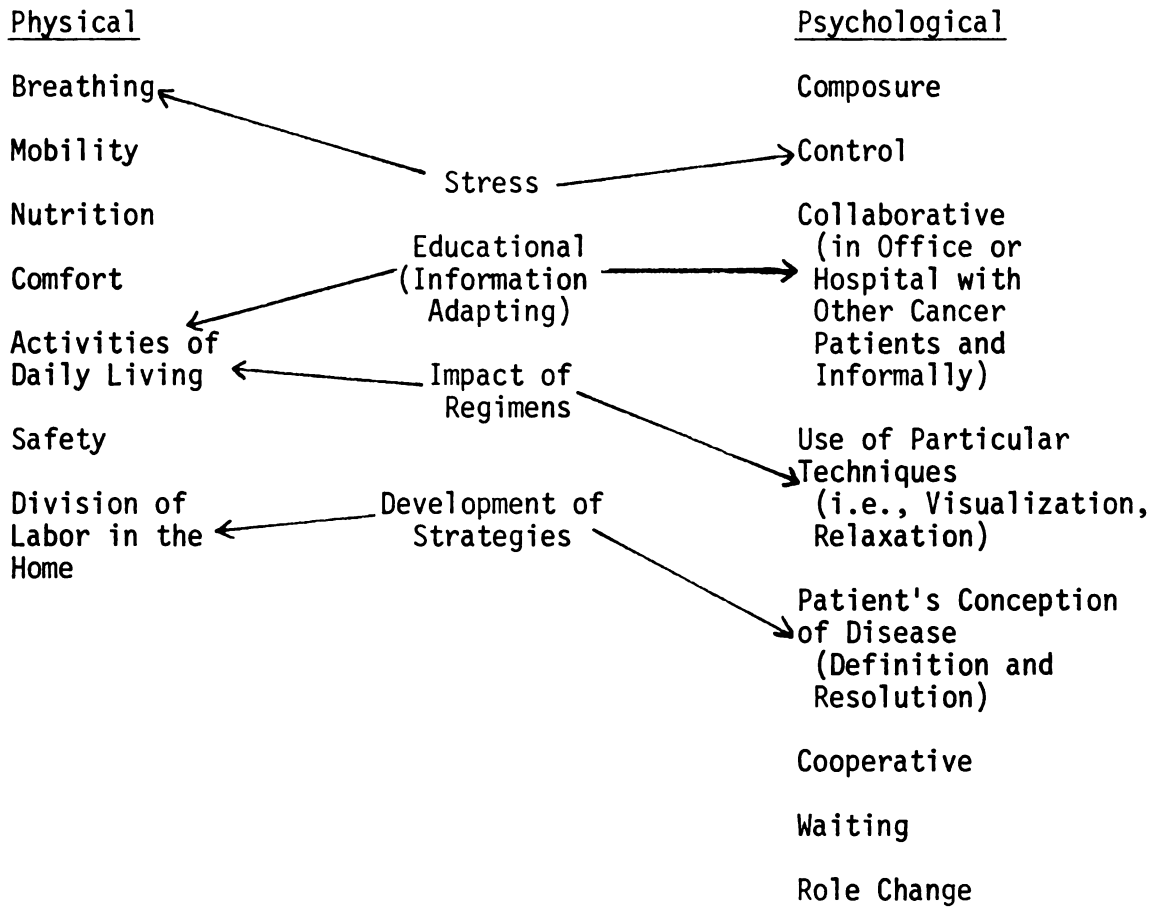 Physical
Breathing
Mobility
Nutrition
Comfort
Activities of
Daily Living
Safety
Division of
Labor in the
Home
Stress
Educational
(Information
Adapting)
Impact of
Regimens
Development of
Strategies
Psychological
Composure
Control
Collaborative
(in Office or
Hospital with
Other Cancer
Patients and
Informally)
Use of Particular
Techniques
(i.e., Visualization,
Relaxation)
Patient's Conception
of Disease
(Definition and
Resolution)
Cooperative
Waiting
Role Change